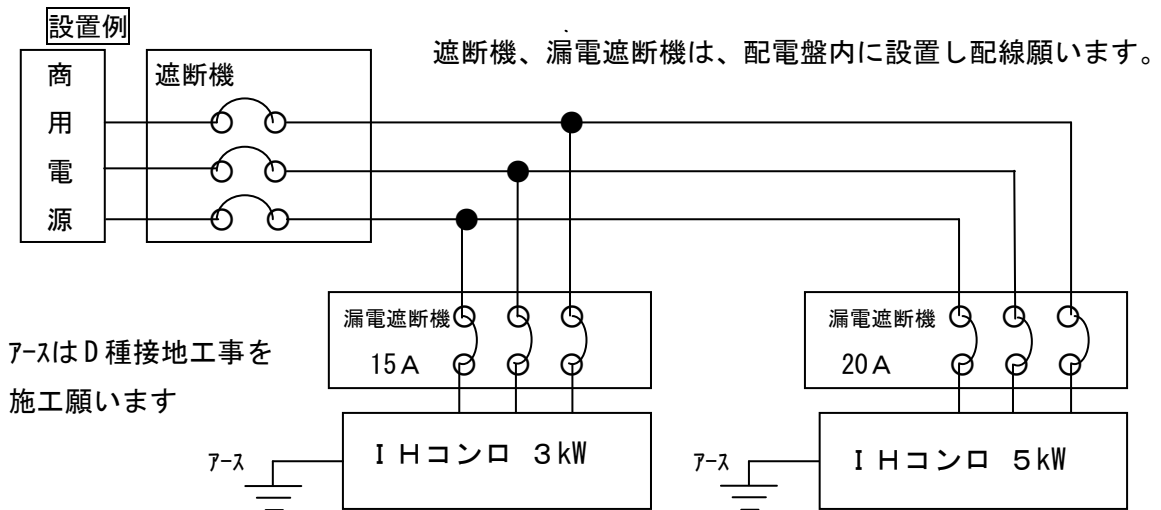 設置例
遮断機、漏電遮断機は、配電盤内に設置し配線願います。
商
用
電
源
遮断機
漏電遮断機
15A
漏電遮断機
20A
ｱｰｽはD種接地工事を
施工願います
ｱｰｽ
ＩＨコンロ 3kW
ｱｰｽ
ＩＨコンロ 5kW